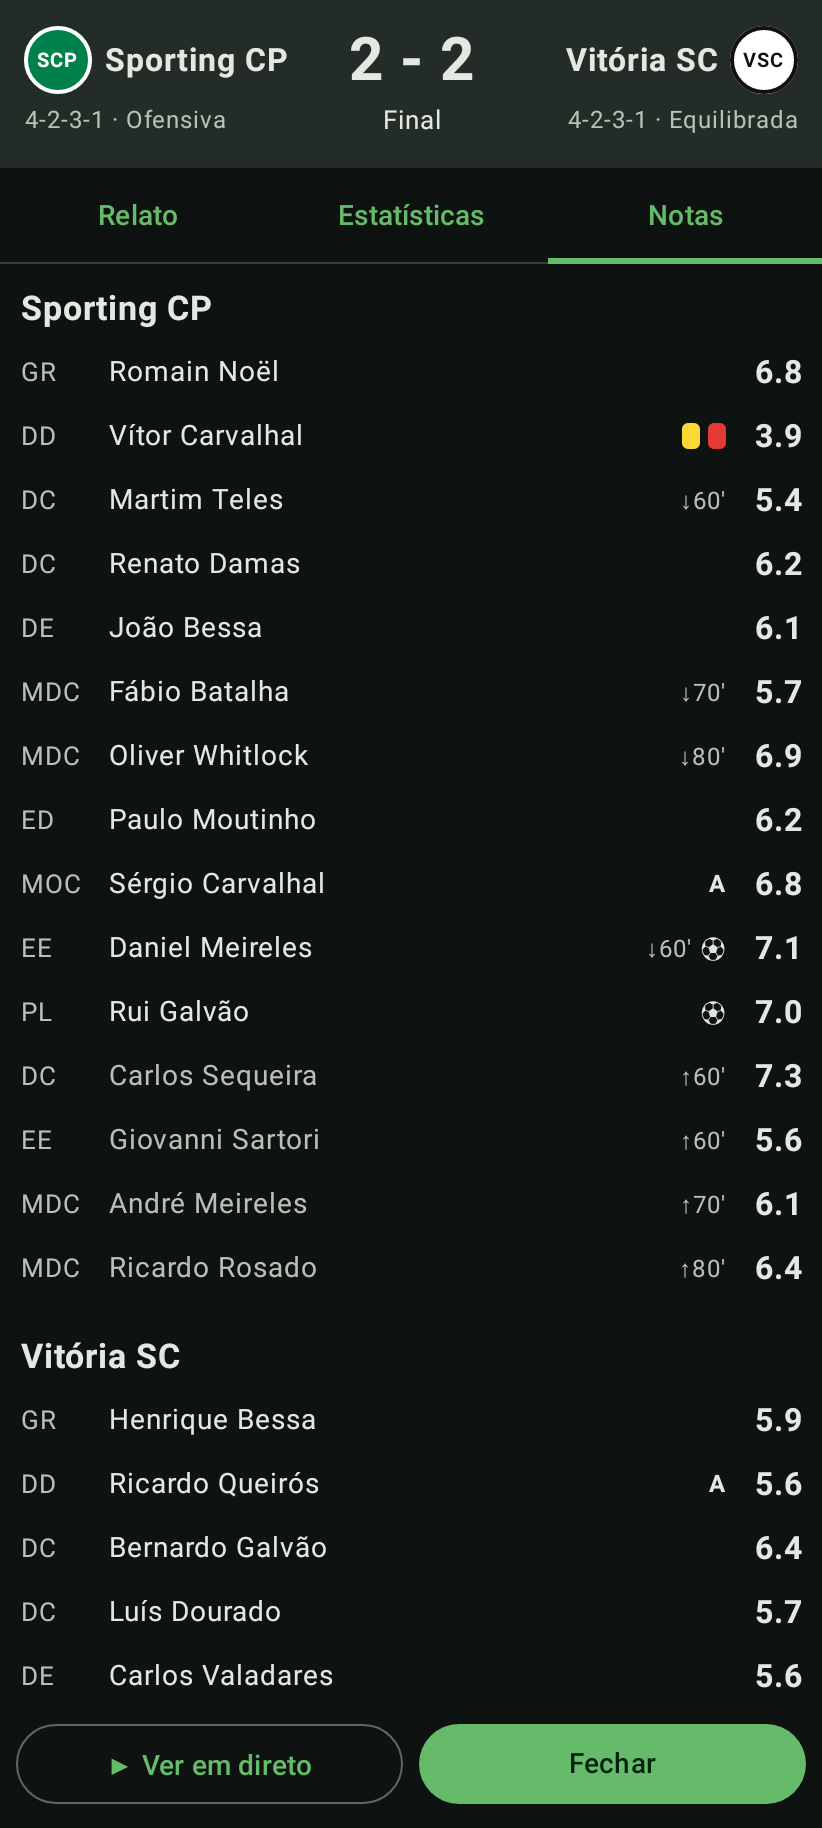 SCP Sporting CP 2 - 2 Vitória SC VSC
4-2-3-1 · Ofensiva Final 4-2-3-1 · Equilibrada
Relato Estatísticas Notas
Sporting CP
GR Romain Noël 6.8
DD Vítor Carvalhal 3.9
DC Martim Teles ↓60' 5.4
DC Renato Damas 6.2
DE João Bessa 6.1
MDC Fábio Batalha ↓70' 5.7
MDC Oliver Whitlock ↓80' 6.9
ED Paulo Moutinho 6.2
MOC Sérgio Carvalhal A 6.8
EE Daniel Meireles ↓60' 7.1
PL Rui Galvão 7.0
DC Carlos Sequeira ↑60' 7.3
EE Giovanni Sartori ↑60' 5.6
MDC André Meireles ↑70' 6.1
MDC Ricardo Rosado ↑80' 6.4
Vitória SC
GR Henrique Bessa 5.9
DD Ricardo Queirós A 5.6
DC Bernardo Galvão 6.4
DC Luís Dourado 5.7
DE Carlos Valadares 5.6
► Ver em direto Fechar